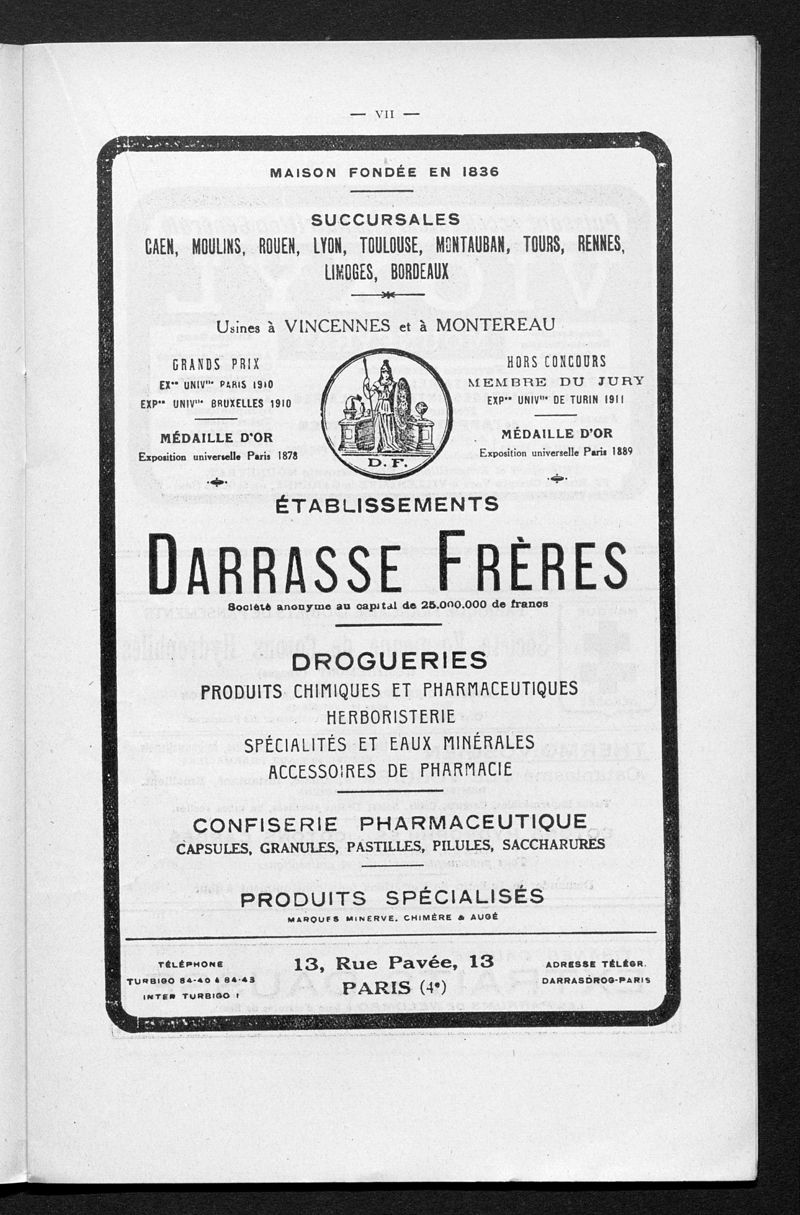 — VII —
MAISON FONDÉE EN 1836
SUCCURSALES
CAEN, MOULINS, ROUEN, LYON, TOULOUSE, MONTAUBAN, TOURS, RENNES,
LIMOGES, BORDEAUX
Usines à VINCENNES et à MONTEREAU
GRANDS PRIX
EXon UNIVlle PARIS 1910
EXPon UNIVlle BRUXELLES 1910
MÉDAILLE D'OR
Exposition universelle Paris 1878
D. F.
HORS CONCOURS
MEMBRE DU JURY
EXPon UNIVlle DE TURIN 1911
MÉDAILLE D'OR
Exposition universelle Paris 1889
ÉTABLISSEMENTS
DARRASSE FRÈRES
Société anonyme au capital de 25.000.000 de francs
DROGUERIES
PRODUITS CHIMIQUES ET PHARMACEUTIQUES
HERBORISTERIE
SPÉCIALITÉS ET EAUX MINÉRALES
ACCESSOIRES DE PHARMACIE
CONFISERIE PHARMACEUTIQUE
CAPSULES, GRANULES, PASTILLES, PILULES, SACCHARURES
PRODUITS SPÉCIALISÉS
MARQUES MINERVE, CHIMÈRE & AUGÉ
TÉLÉPHONE
TURBIGO 84-40 à 84-43
INTER TURBIGO 1
13, Rue Pavée, 13
PARIS (4e)
ADRESSE TÉLÉGR.
DARRASDROG-PARIS